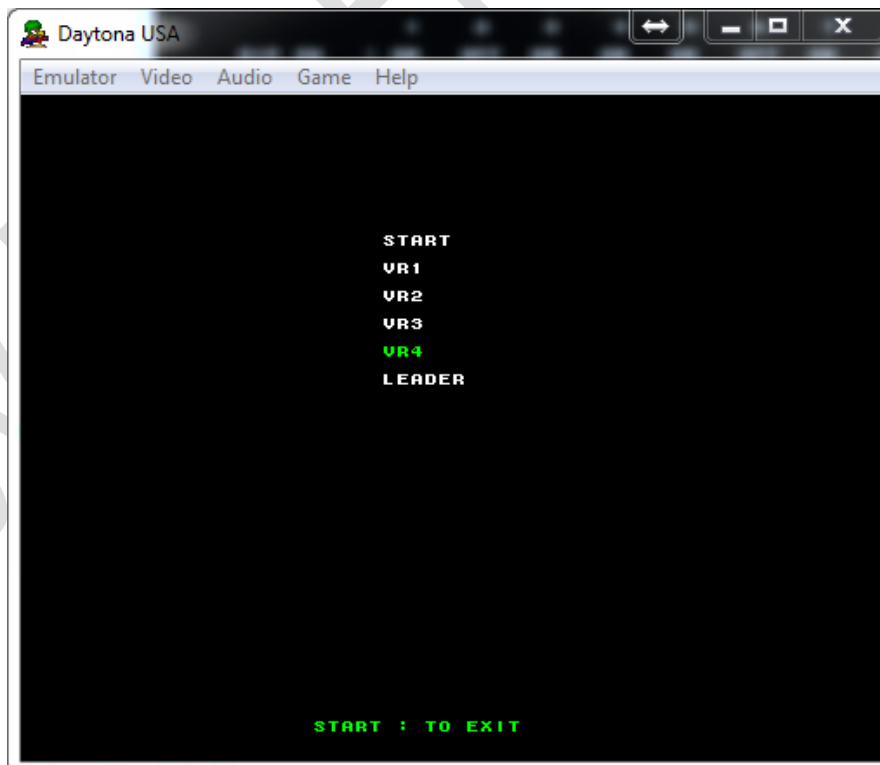 Daytona USA
Emulator Video Audio Game Help
START
VR1
VR2
VR3
VR4
LEADER
START : TO EXIT